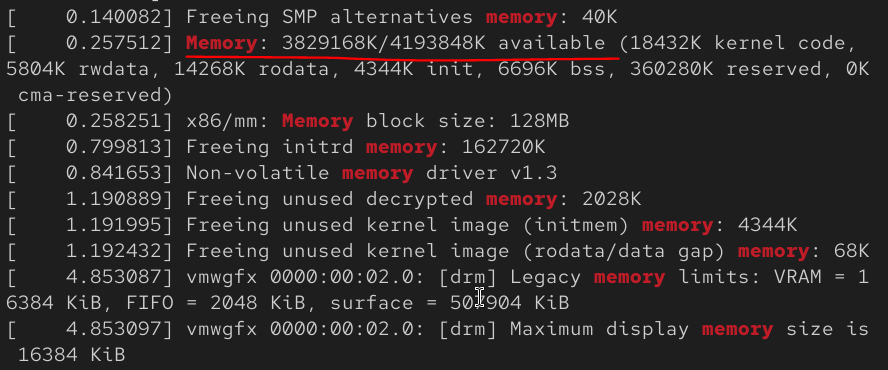 [    0.140082] Freeing SMP alternatives memory: 40K
[    0.257512] Memory: 3829168K/4193848K available (18432K kernel code,
5804K rwdata, 14268K rodata, 4344K init, 6696K bss, 360280K reserved, 0K
 cma-reserved)
[    0.258251] x86/mm: Memory block size: 128MB
[    0.799813] Freeing initrd memory: 162720K
[    0.841653] Non-volatile memory driver v1.3
[    1.190889] Freeing unused decrypted memory: 2028K
[    1.191995] Freeing unused kernel image (initmem) memory: 4344K
[    1.192432] Freeing unused kernel image (rodata/data gap) memory: 68K
[    4.853087] vmwgfx 0000:00:02.0: [drm] Legacy memory limits: VRAM = 1
6384 KiB, FIFO = 2048 KiB, surface = KiB
[    4.853097] vmwgfx 0000:00:02.0: [drm] Maximum display memory size is
 16384 KiB